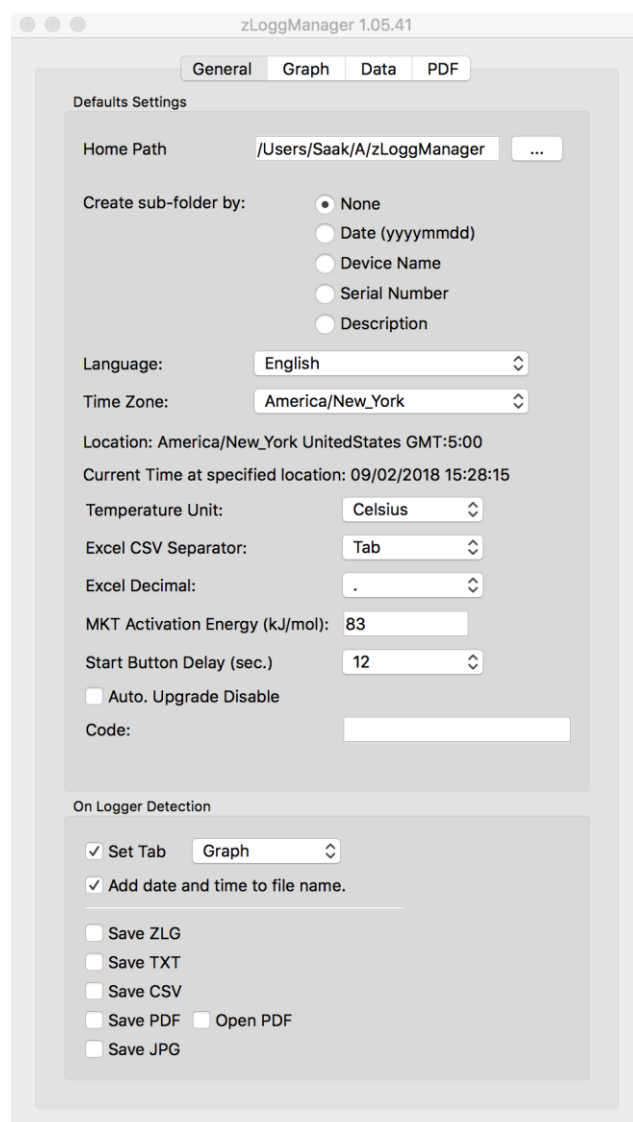 zLoggManager 1.05.41
General Graph Data PDF
Defaults Settings
Home Path /Users/Saak/A/zLoggManager ...
Create sub-folder by: None
Date (yyyymmdd)
Device Name
Serial Number
Description
Language: English
Time Zone: America/New_York
Location: America/New_York UnitedStates GMT:5:00
Current Time at specified location: 09/02/2018 15:28:15
Temperature Unit: Celsius
Excel CSV Separator: Tab
Excel Decimal: .
MKT Activation Energy (kJ/mol): 83
Start Button Delay (sec.) 12
Auto. Upgrade Disable
Code:
On Logger Detection
Set Tab Graph
Add date and time to file name.
Save ZLG
Save TXT
Save CSV
Save PDF Open PDF
Save JPG